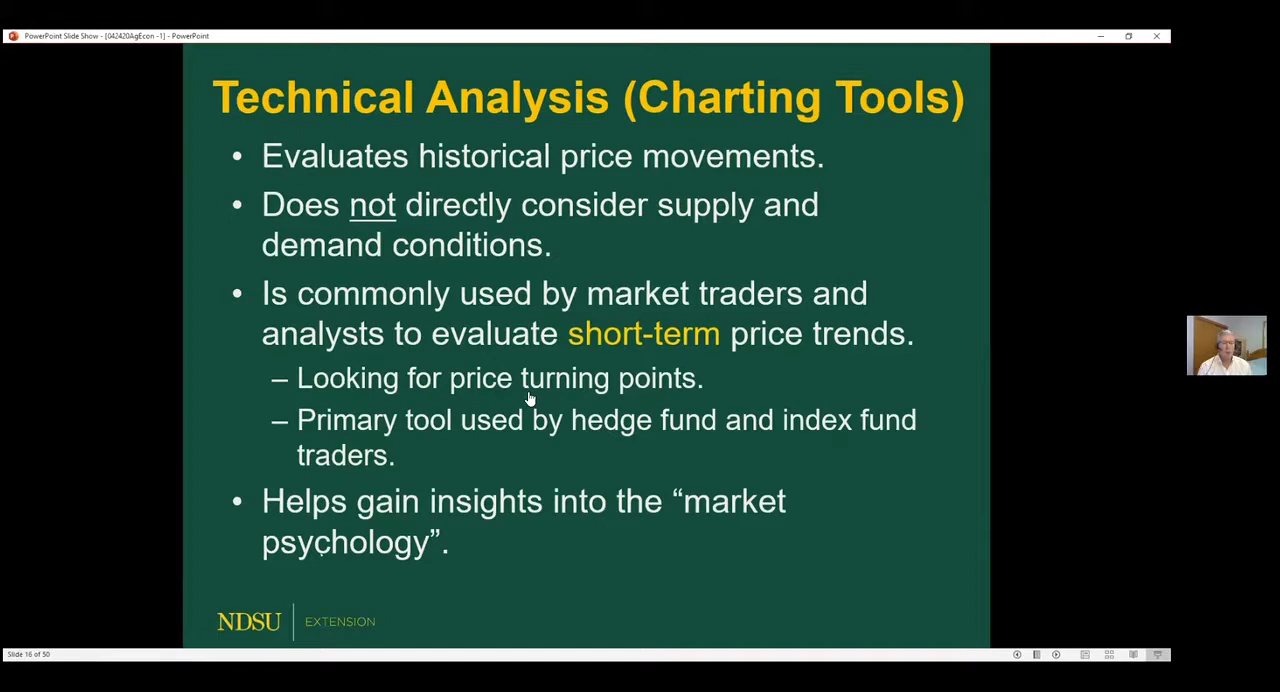 PowerPoint Slide Show - [042420AgEcon -1] - PowerPoint
Technical Analysis (Charting Tools)
• Evaluates historical price movements.
• Does not directly consider supply and
demand conditions.
• Is commonly used by market traders and
analysts to evaluate short-term price trends.
– Looking for price turning points.
– Primary tool used by hedge fund and index fund
traders.
• Helps gain insights into the “market
psychology”.
NDSU EXTENSION
Slide 16 of 50